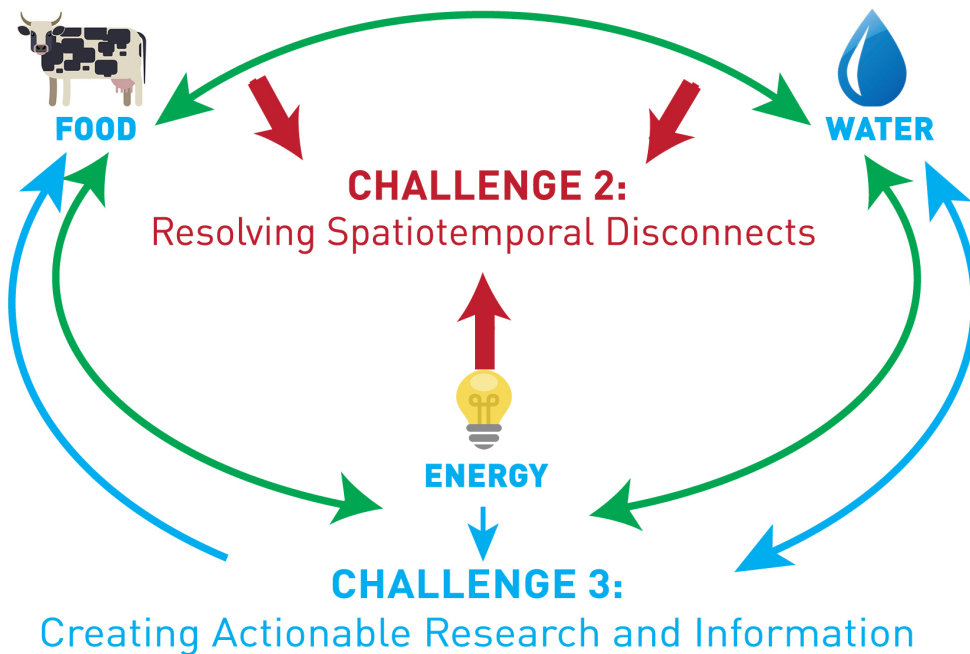 FOOD
WATER
CHALLENGE 2:
Resolving Spatiotemporal Disconnects
ENERGY
CHALLENGE 3:
Creating Actionable Research and Information